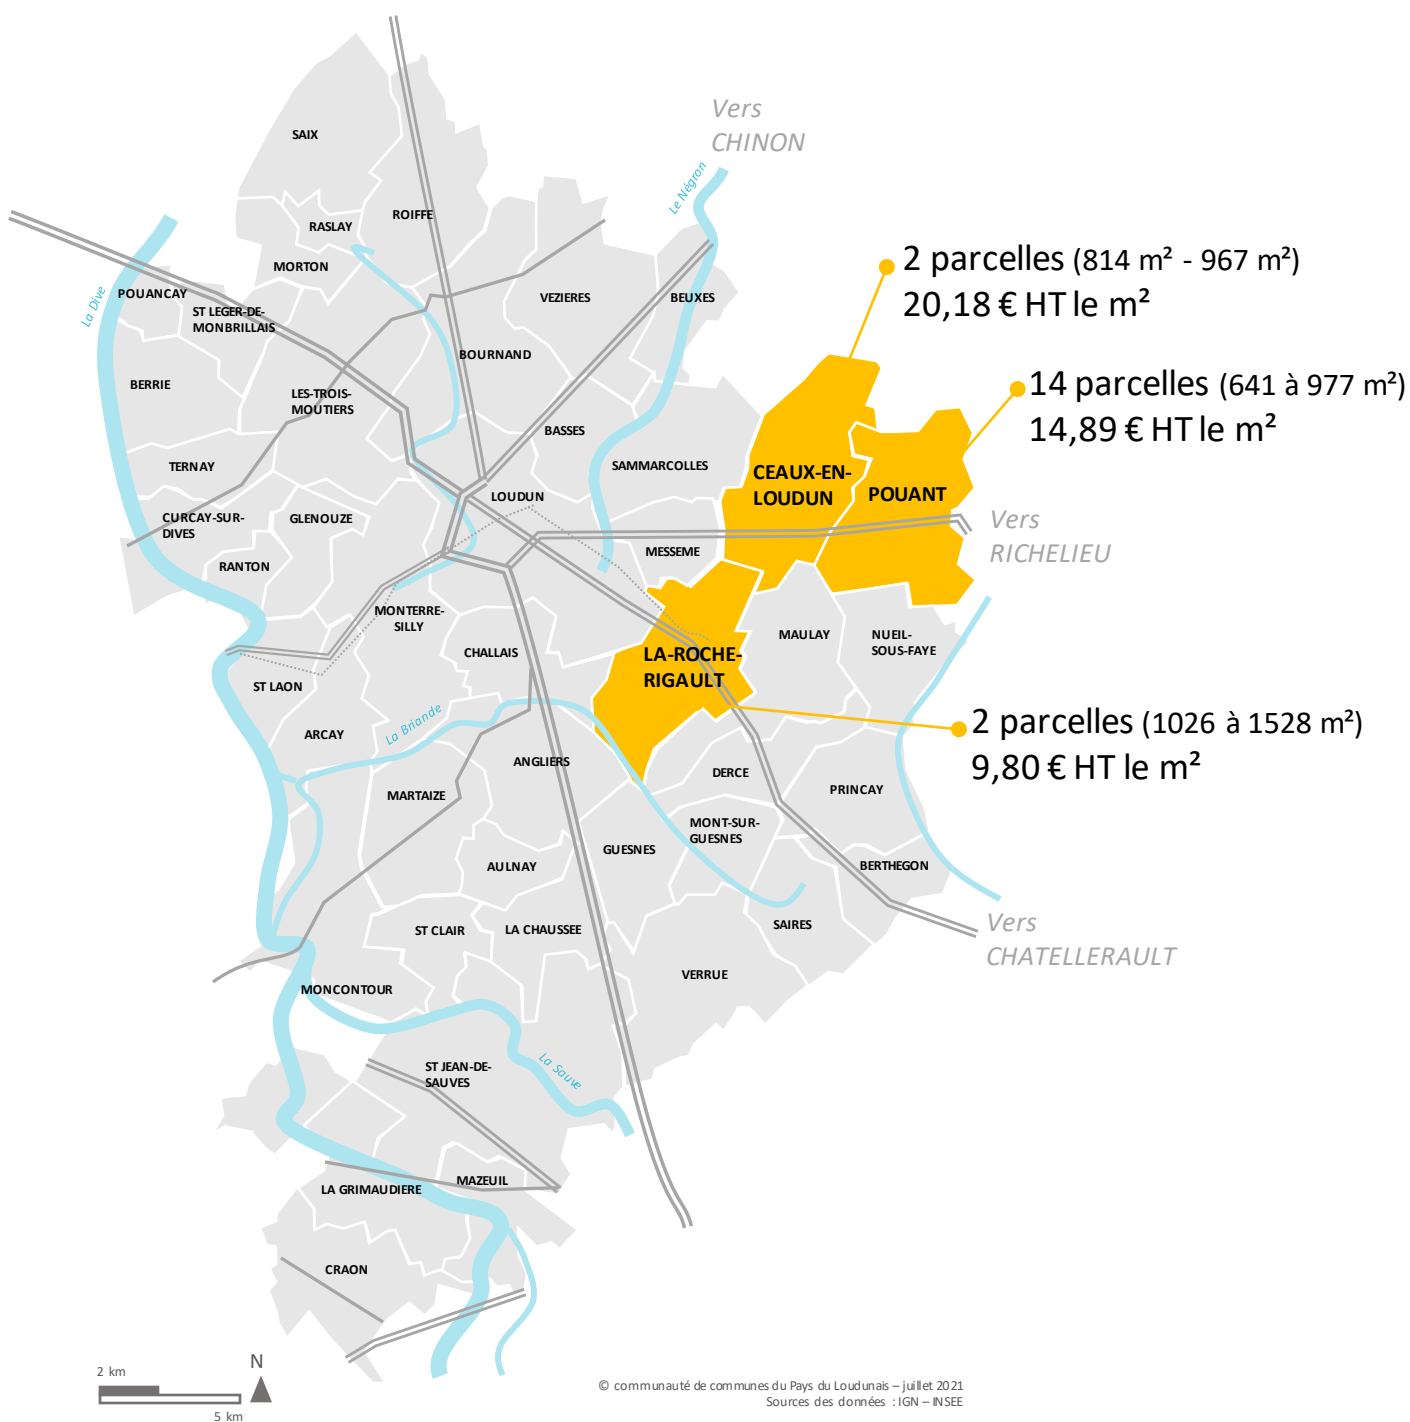 Vers
CHINON
SAIX
Le Négron
ROIFFE
RASLAY
MORTON
2 parcelles (814 m² - 967 m²)
20,18 € HT le m²
La Dive
POUANCAY
ST LEGER-DE-
MONBRILLAIS
VEZIERES
BEUXES
BOURNAND
BERRIE
LES-TROIS-
MOUTIERS
14 parcelles (641 à 977 m²)
14,89 € HT le m²
BASSES
TERNAY
SAMMARCOLLES
CEAUX-EN-
LOUDUN
POUANT
LOUDUN
CURCAY-SUR-
DIVES
GLENOUZE
Vers
RICHELIEU
MESSEME
RANTON
MONTERRE-
SILLY
MAULAY
NUEIL-
SOUS-FAYE
CHALLAIS
LA-ROCHE-
RIGAULT
ST LAON
La Briande
ARCAY
2 parcelles (1026 à 1528 m²)
9,80 € HT le m²
ANGLIERS
DERCE
MARTAIZE
PRINCAY
MONT-SUR-
GUESNES
GUESNES
AULNAY
BERTHEGON
ST CLAIR
LA CHAUSSEE
SAIRES
Vers
CHATELLERAULT
VERRUE
MONCONTOUR
ST JEAN-DE-
SAUVES
La Sauve
MAZEUIL
LA GRIMAUDIERE
CRAON
2 km
N
5 km
© communauté de communes du Pays du Loudunais – juillet 2021
Sources des données : IGN – INSEE